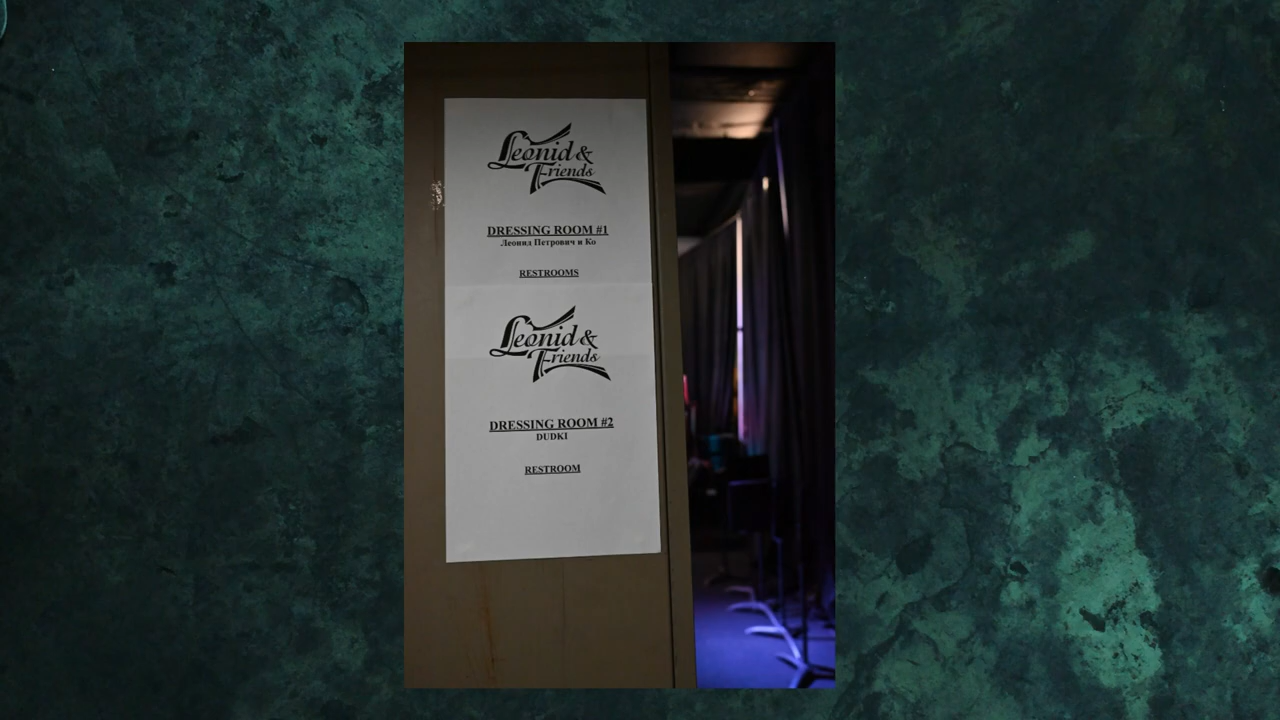 Leonid &
Friends
DRESSING ROOM #1
Леонид Петрович и Ко
RESTROOMS
Leonid &
Friends
DRESSING ROOM #2
DUDKI
RESTROOM